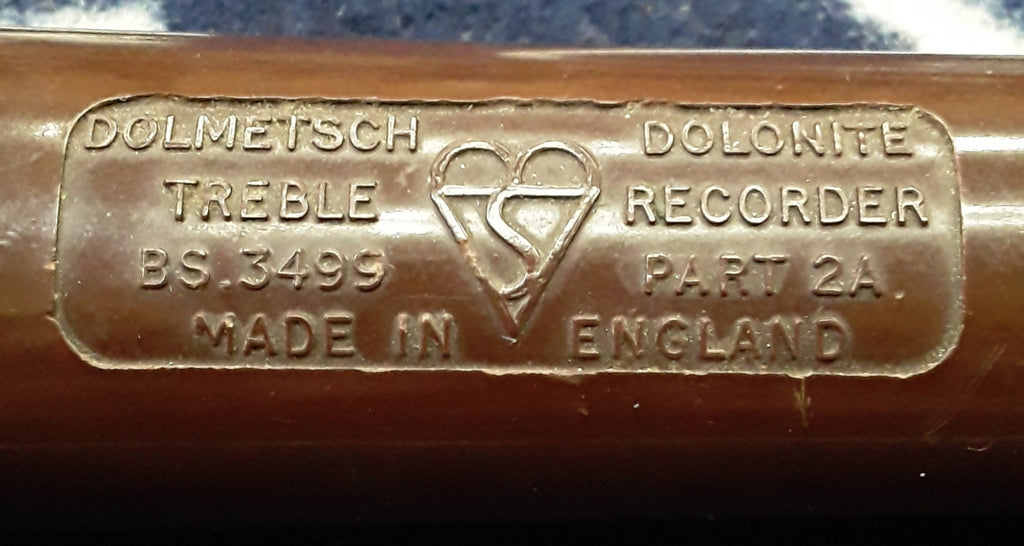 DOLMETSCH DOLONITE
TREBLE RECORDER
BS.3499 PART 2A.
MADE IN ENGLAND